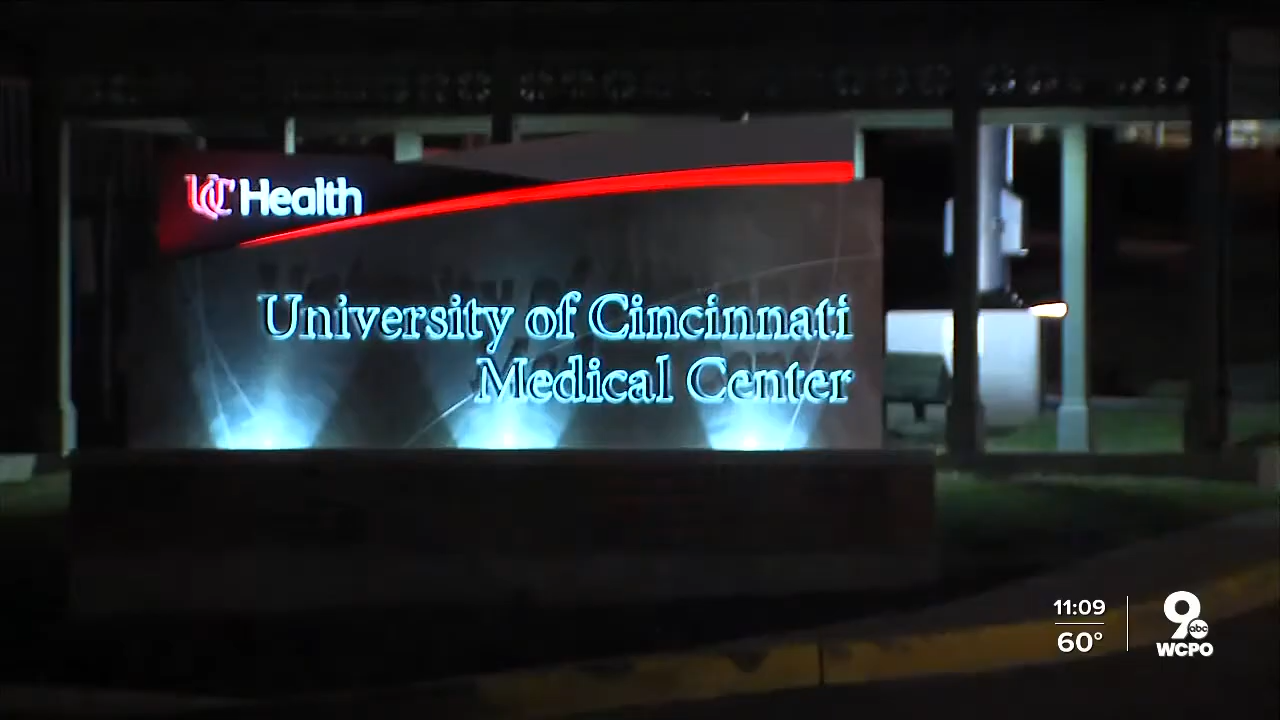 UC Health
University of Cincinnati
Medical Center
11:09
60°
9
abc
WCPO